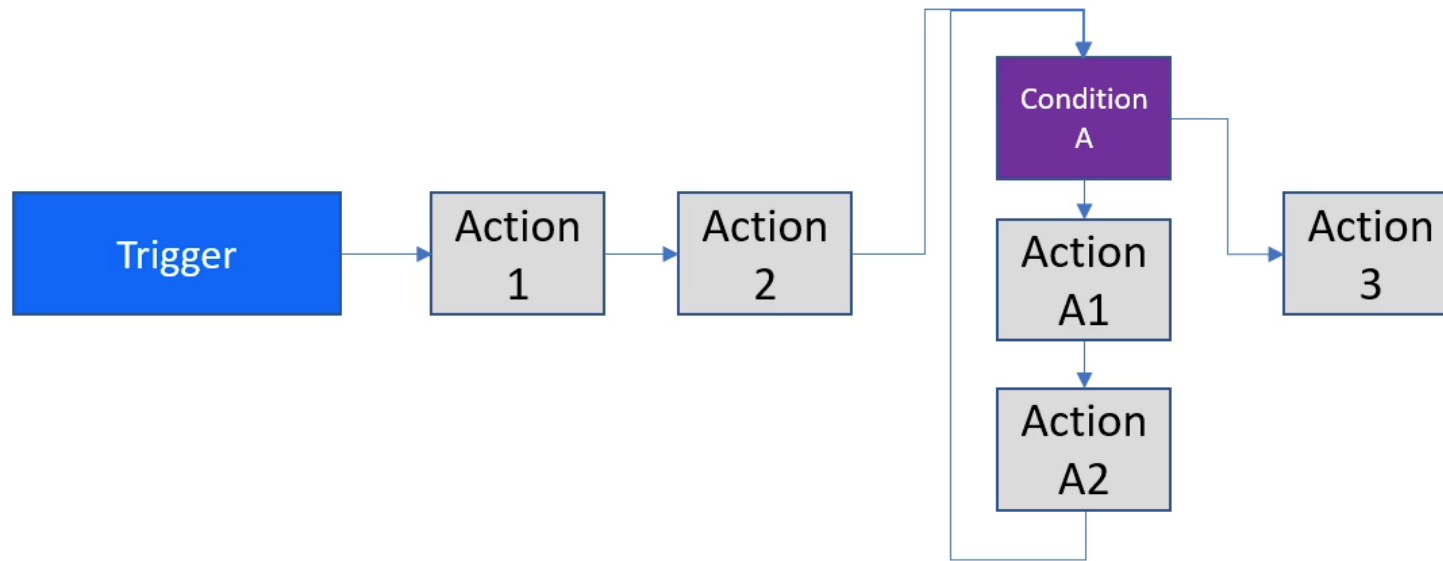 Trigger
Action
1
Action
2
Condition
A
Action
A1
Action
A2
Action
3